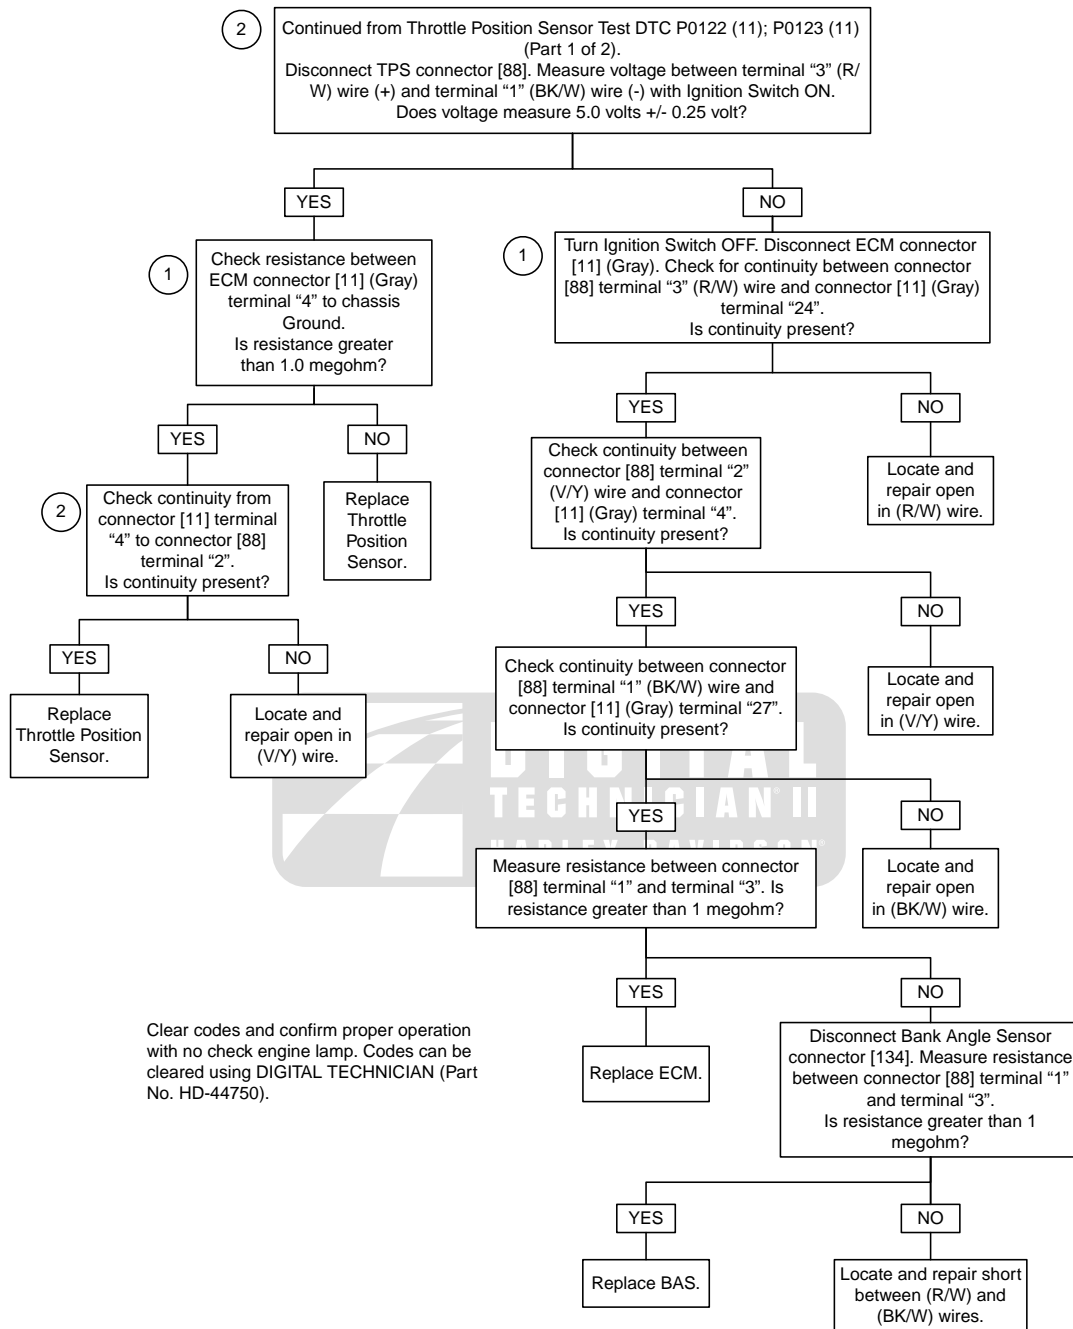 2
Continued from Throttle Position Sensor Test DTC P0122 (11); P0123 (11)
(Part 1 of 2).
Disconnect TPS connector [88]. Measure voltage between terminal “3” (R/
W) wire (+) and terminal “1” (BK/W) wire (-) with Ignition Switch ON.
Does voltage measure 5.0 volts +/- 0.25 volt?
YES
NO
1
Check resistance between
ECM connector [11] (Gray)
terminal “4” to chassis
Ground.
Is resistance greater
than 1.0 megohm?
1
Turn Ignition Switch OFF. Disconnect ECM connector
[11] (Gray). Check for continuity between connector
[88] terminal “3” (R/W) wire and connector [11] (Gray)
terminal “24”.
Is continuity present?
YES
NO
YES
NO
2
Check continuity from
connector [11] terminal
“4” to connector [88]
terminal “2”.
Is continuity present?
Replace
Throttle
Position
Sensor.
Check continuity between
connector [88] terminal “2”
(V/Y) wire and connector
[11] (Gray) terminal “4”.
Is continuity present?
Locate and
repair open
in (R/W) wire.
YES
NO
YES
NO
Replace
Throttle Position
Sensor.
Locate and
repair open in
(V/Y) wire.
Check continuity between connector
[88] terminal “1” (BK/W) wire and
connector [11] (Gray) terminal “27”.
Is continuity present?
Locate and
repair open
in (V/Y) wire.
DIGITAL
TECHNICIAN II
HARLEY-DAVIDSON
YES
NO
Measure resistance between connector
[88] terminal “1” and terminal “3”. Is
resistance greater than 1 megohm?
Locate and
repair open
in (BK/W) wire.
YES
NO
Clear codes and confirm proper operation
with no check engine lamp. Codes can be
cleared using DIGITAL TECHNICIAN (Part
No. HD-44750).
Replace ECM.
Disconnect Bank Angle Sensor
connector [134]. Measure resistance
between connector [88] terminal “1”
and terminal “3”.
Is resistance greater than 1
megohm?
YES
NO
Replace BAS.
Locate and repair short
between (R/W) and
(BK/W) wires.